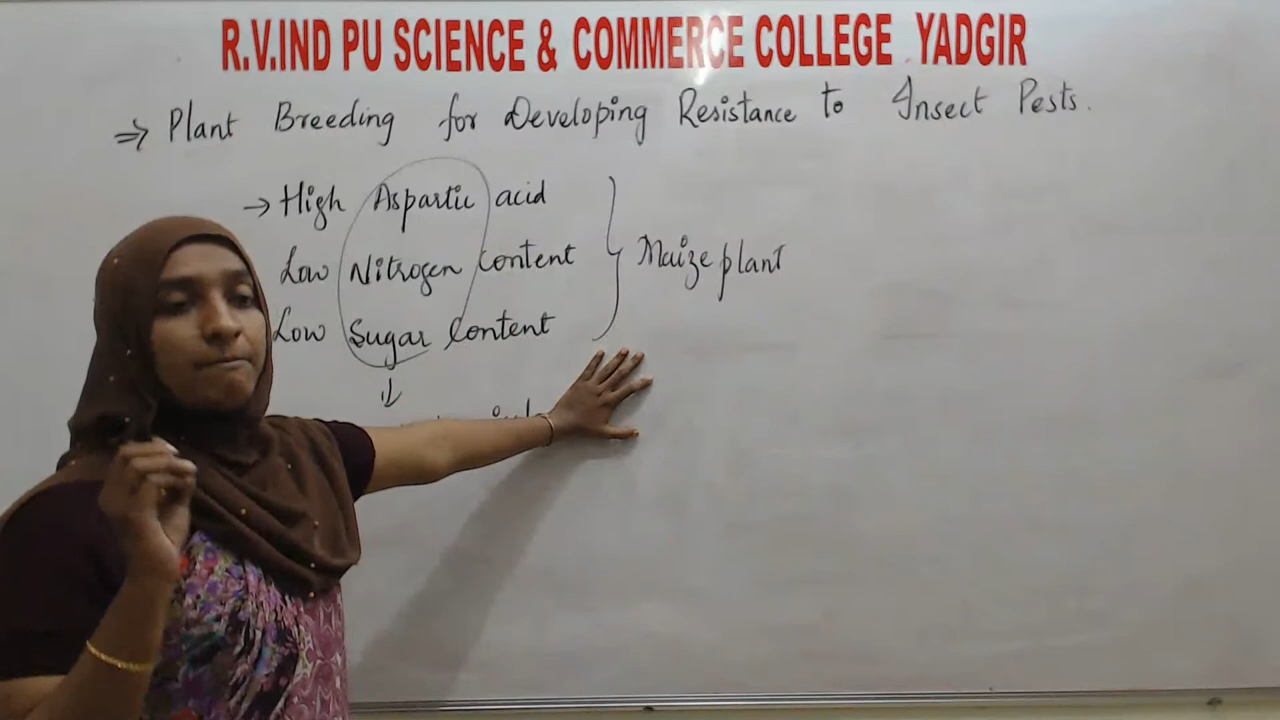 R.V.IND PU SCIENCE & COMMERCE COLLEGE YADGIR
⇒ Plant Breeding for Developing Resistance to Insect Pests.
→ High Aspartic acid
Low Nitrogen content
Low Sugar content
Maize plant